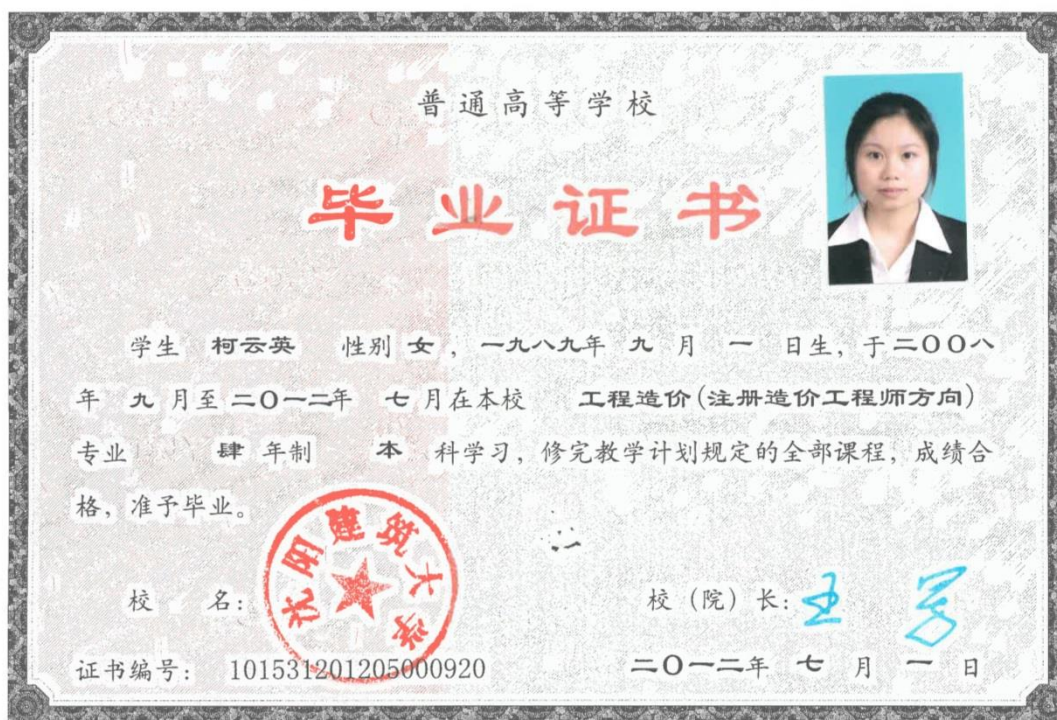 普通高等学校
毕业证书
学生 柯云英 性别 女，一九八九年 九 月 一 日生，于二〇〇八
年 九 月至 二〇一二年 七 月在本校 工程造价(注册造价工程师方向)
专业 肆 年制 本 科学习，修完教学计划规定的全部课程，成绩合
格，准予毕业。
沈阳建筑大学
校 名： 校（院）长：
证书编号： 101531201205000920 二〇一二年 七 月 一 日